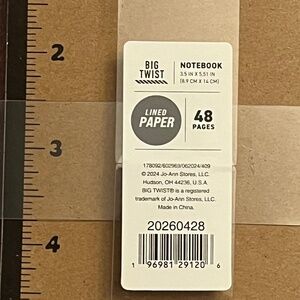 2
3
4
BIG
TWIST
NOTEBOOK
3.5 IN X 5.51 IN
(8.9 CM X 14 CM)
LINED
PAPER
48
PAGES
178092/602969/062024/409
© 2024 Jo-Ann Stores, LLC.
Hudson, OH 44236, U.S.A
BIG TWIST® is a registered
trademark of Jo-Ann Stores, LLC.
Made in China.
20260428
1 96981 29120 6